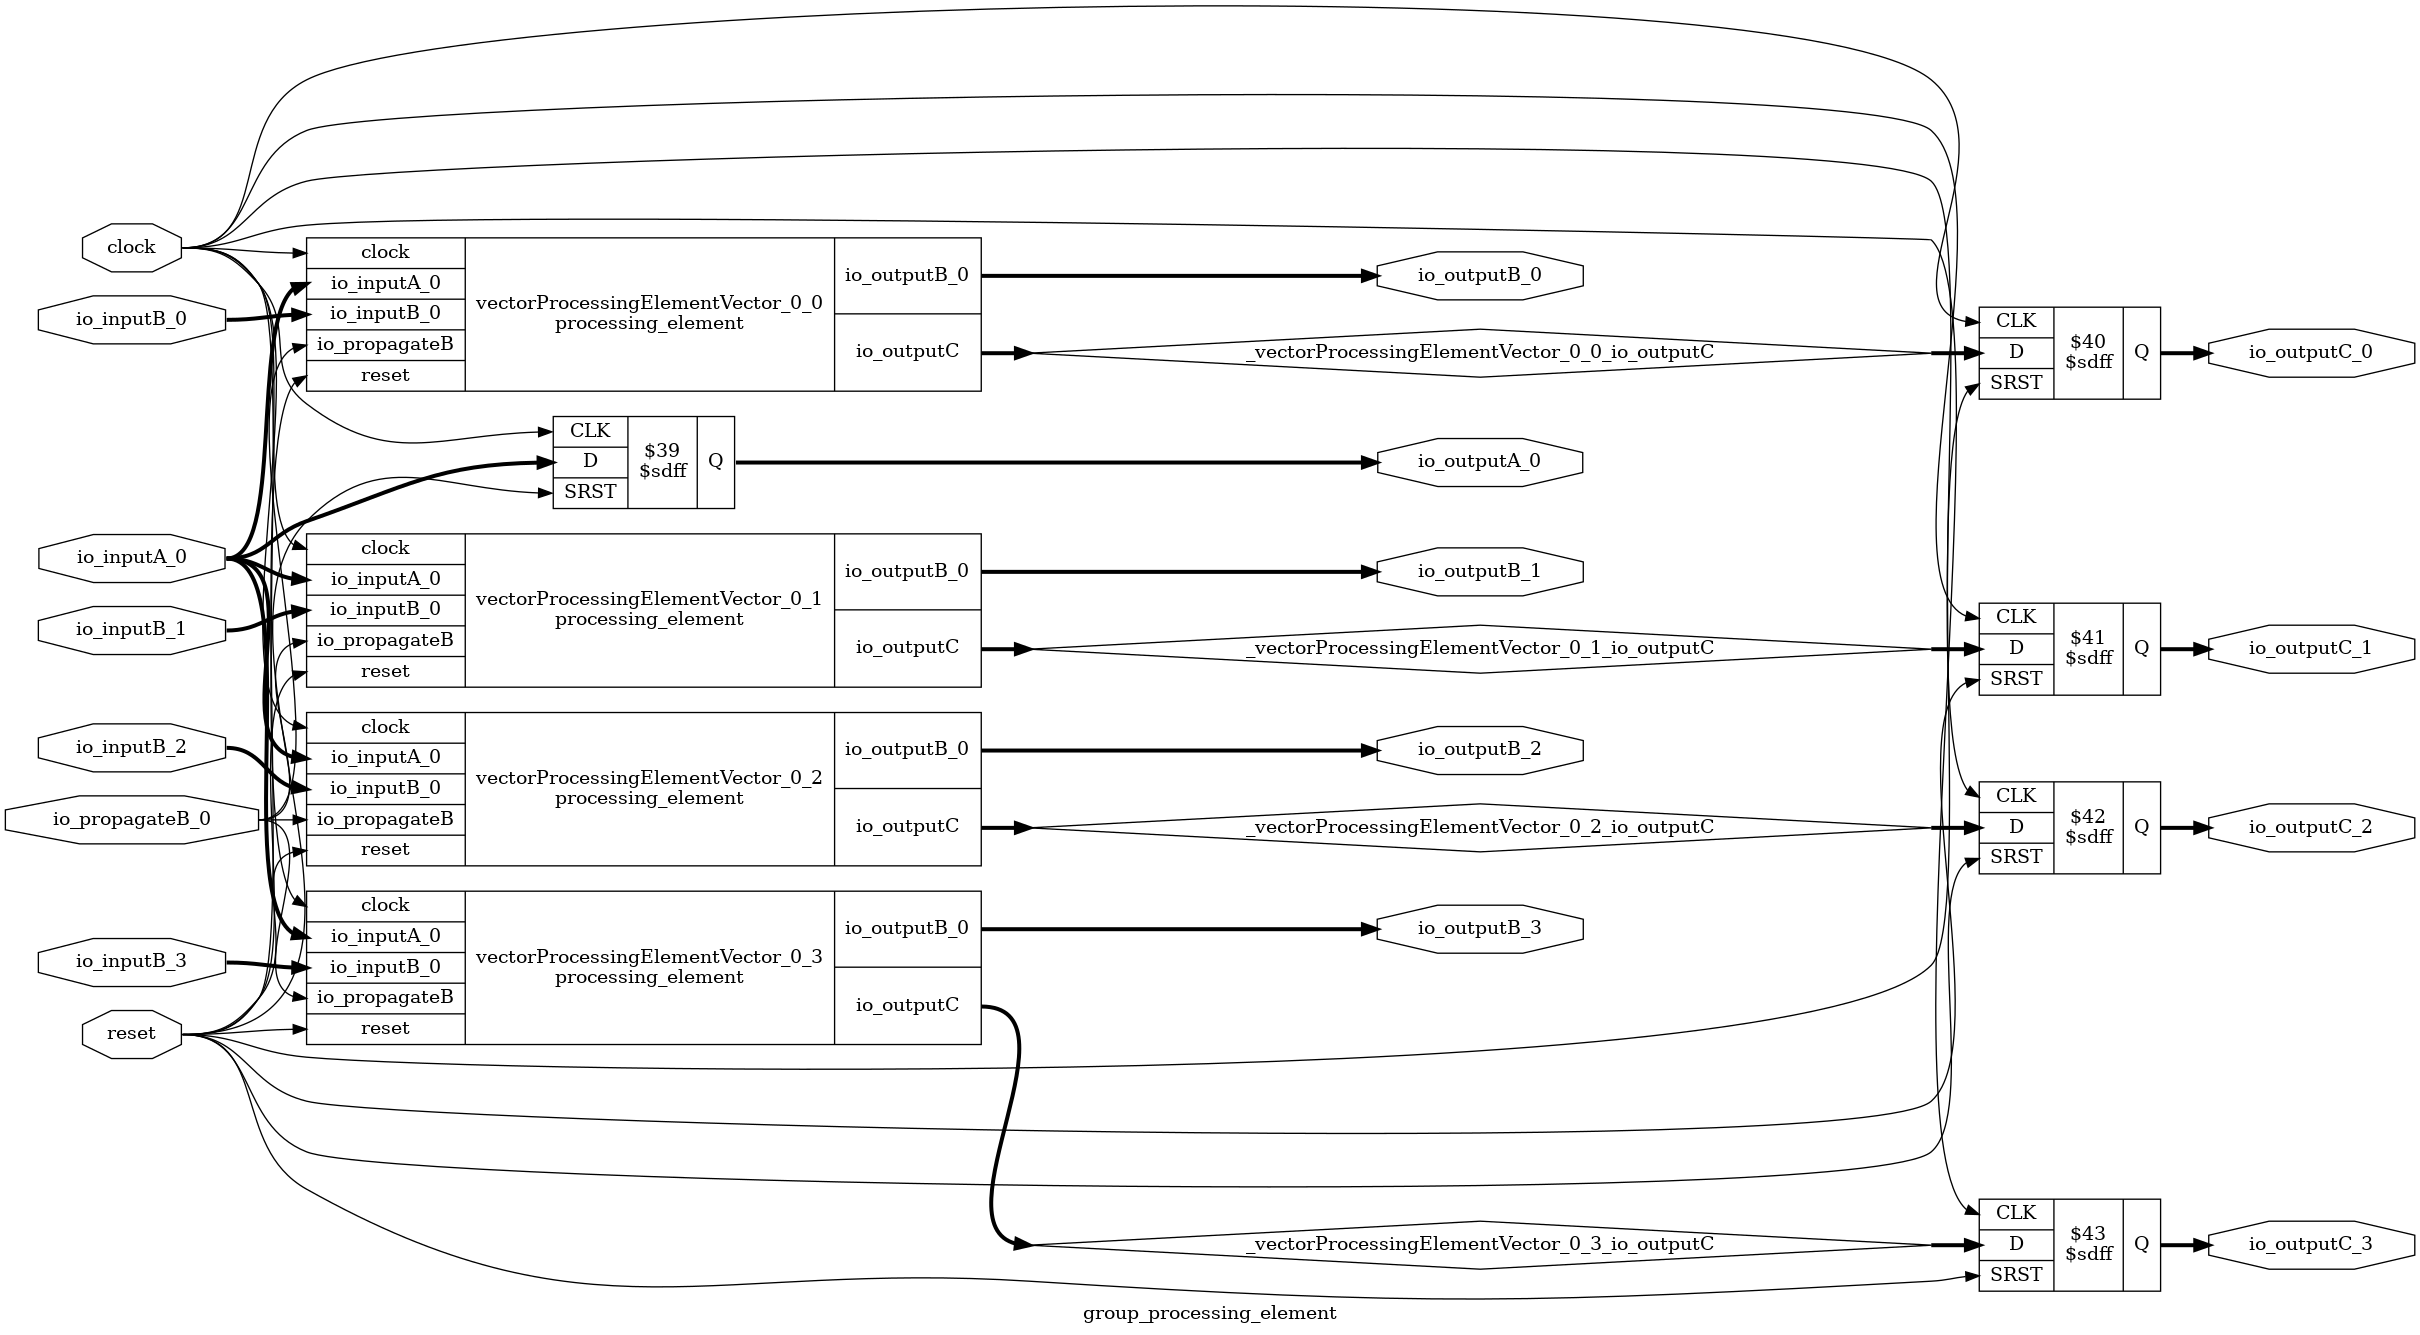 clock
io_inputB_0
io_inputA_0
io_inputB_1
io_inputB_2
io_propagateB_0
io_inputB_3
reset
clock
io_inputA_0
io_inputB_0
io_propagateB
reset
vectorProcessingElementVector_0_0
processing_element
io_outputB_0
io_outputC
CLK
D
SRST
$39
$sdff
Q
clock
io_inputA_0
io_inputB_0
io_propagateB
reset
vectorProcessingElementVector_0_1
processing_element
io_outputB_0
io_outputC
clock
io_inputA_0
io_inputB_0
io_propagateB
reset
vectorProcessingElementVector_0_2
processing_element
io_outputB_0
io_outputC
clock
io_inputA_0
io_inputB_0
io_propagateB
reset
vectorProcessingElementVector_0_3
processing_element
io_outputB_0
io_outputC
io_outputB_0
_vectorProcessingElementVector_0_0_io_outputC
io_outputA_0
io_outputB_1
_vectorProcessingElementVector_0_1_io_outputC
io_outputB_2
_vectorProcessingElementVector_0_2_io_outputC
io_outputB_3
_vectorProcessingElementVector_0_3_io_outputC
CLK
D
SRST
$40
$sdff
Q
io_outputC_0
CLK
D
SRST
$41
$sdff
Q
io_outputC_1
CLK
D
SRST
$42
$sdff
Q
io_outputC_2
CLK
D
SRST
$43
$sdff
Q
io_outputC_3
group_processing_element